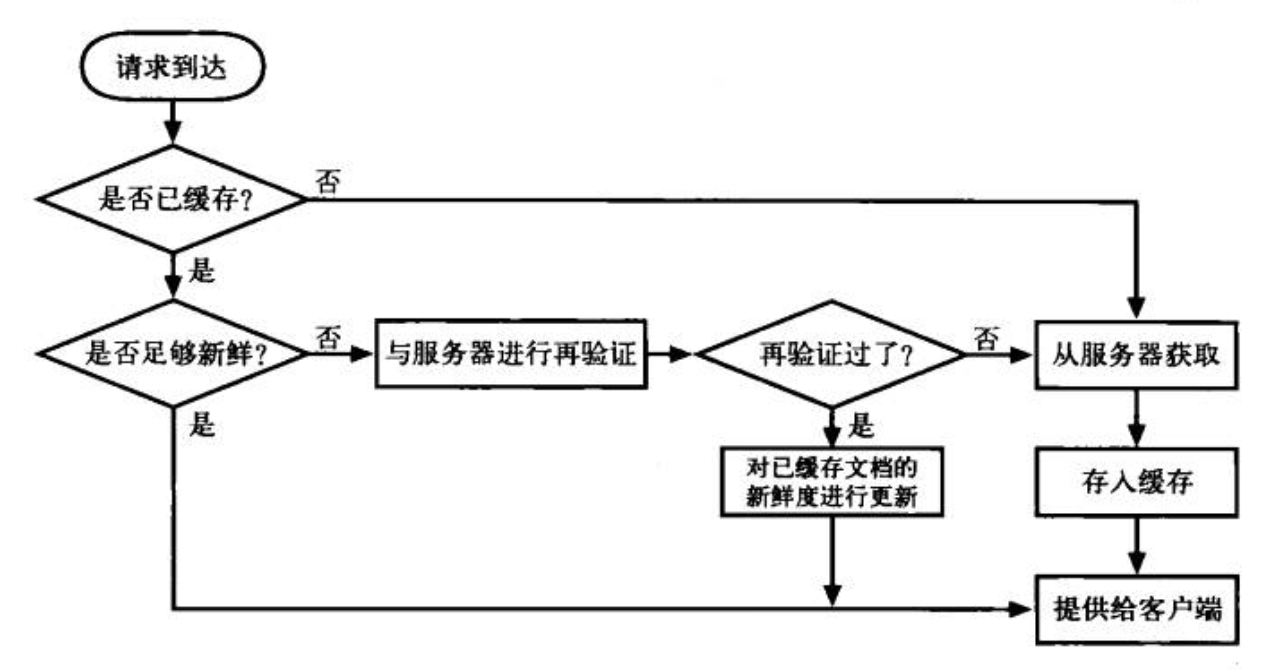 请求到达
是否已缓存?
否
是
是否足够新鲜?
否
与服务器进行再验证
再验证过了?
否
从服务器获取
是
是
对已缓存文档的
新鲜度进行更新
存入缓存
提供给客户端